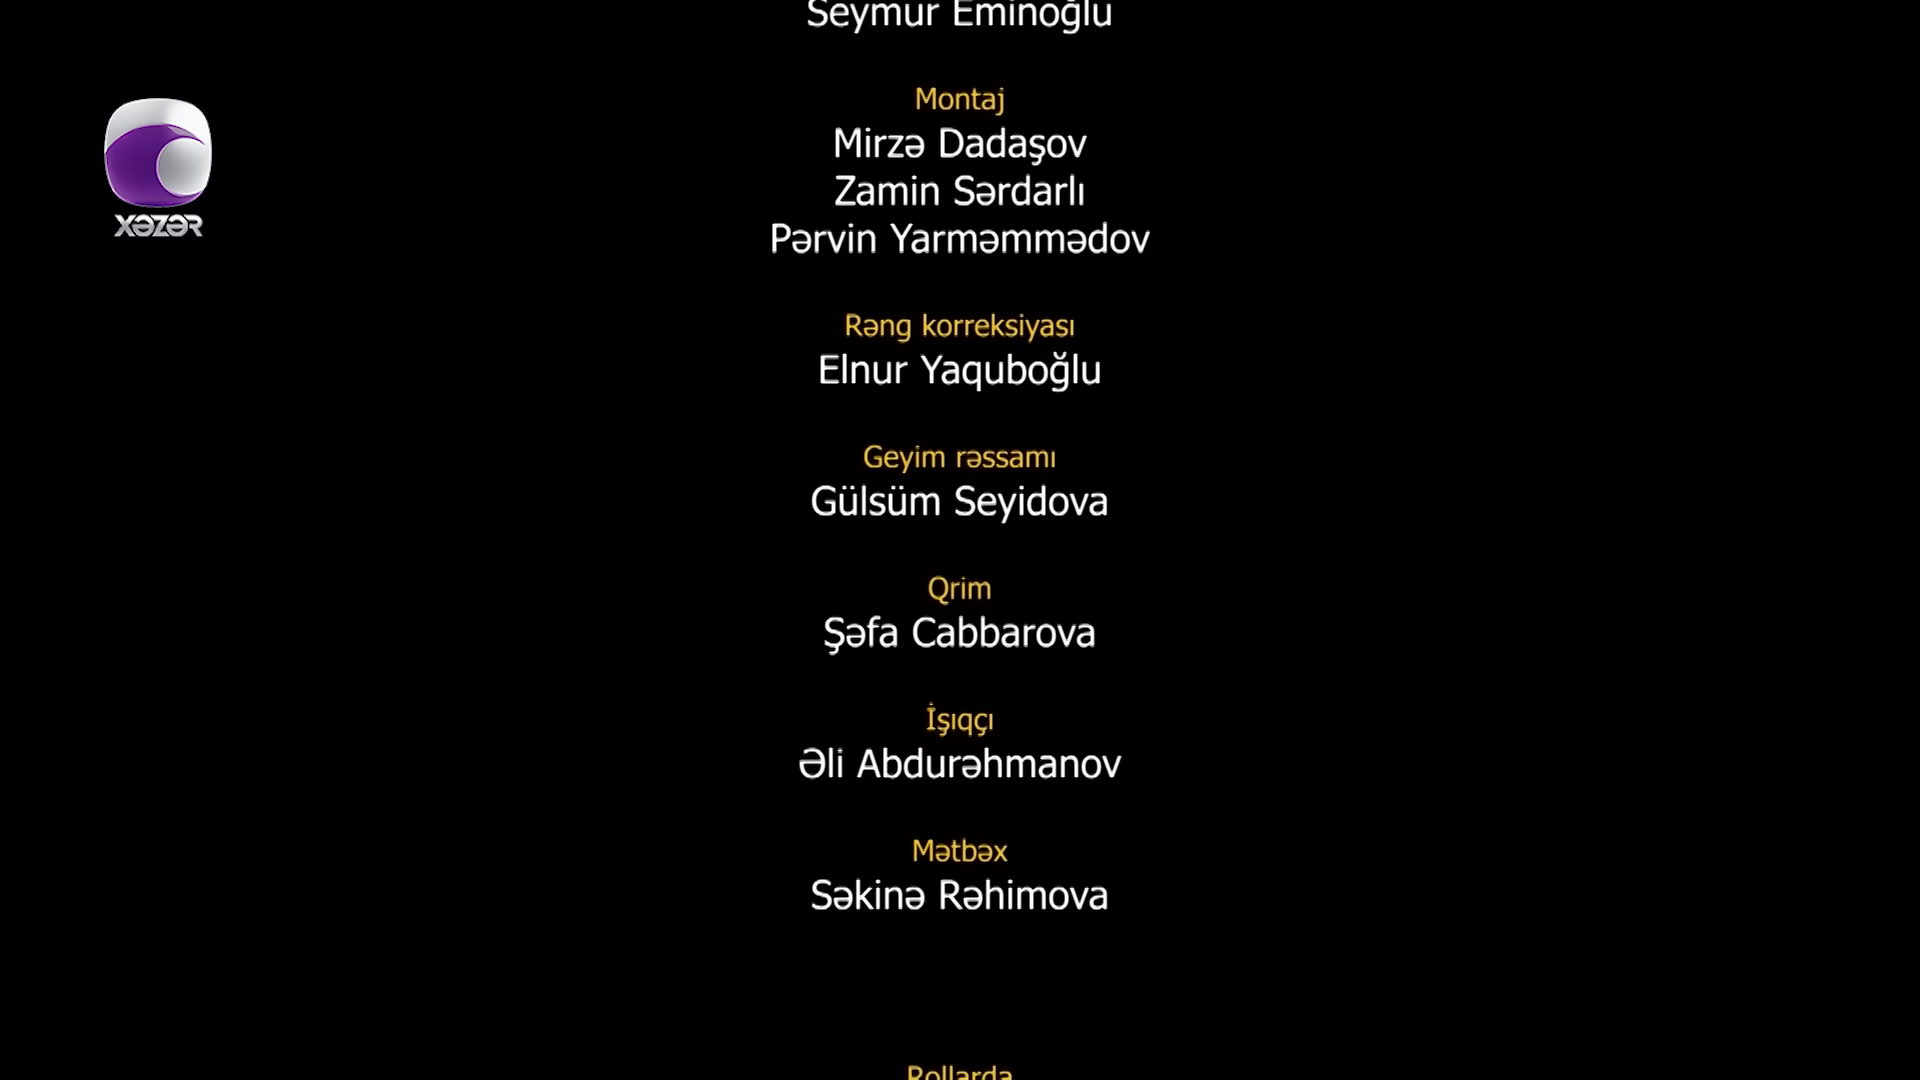 Seymur Eminoğlu
XƏZƏR
Montaj
Mirzə Dadaşov
Zamin Sərdarlı
Pərvin Yarməmmədov
Rəng korreksiyası
Elnur Yaquboğlu
Geyim rəssamı
Gülsüm Seyidova
Qrim
Şəfa Cabbarova
İşıqçı
Əli Abdurəhmanov
Mətbəx
Səkinə Rəhimova
Rollarda